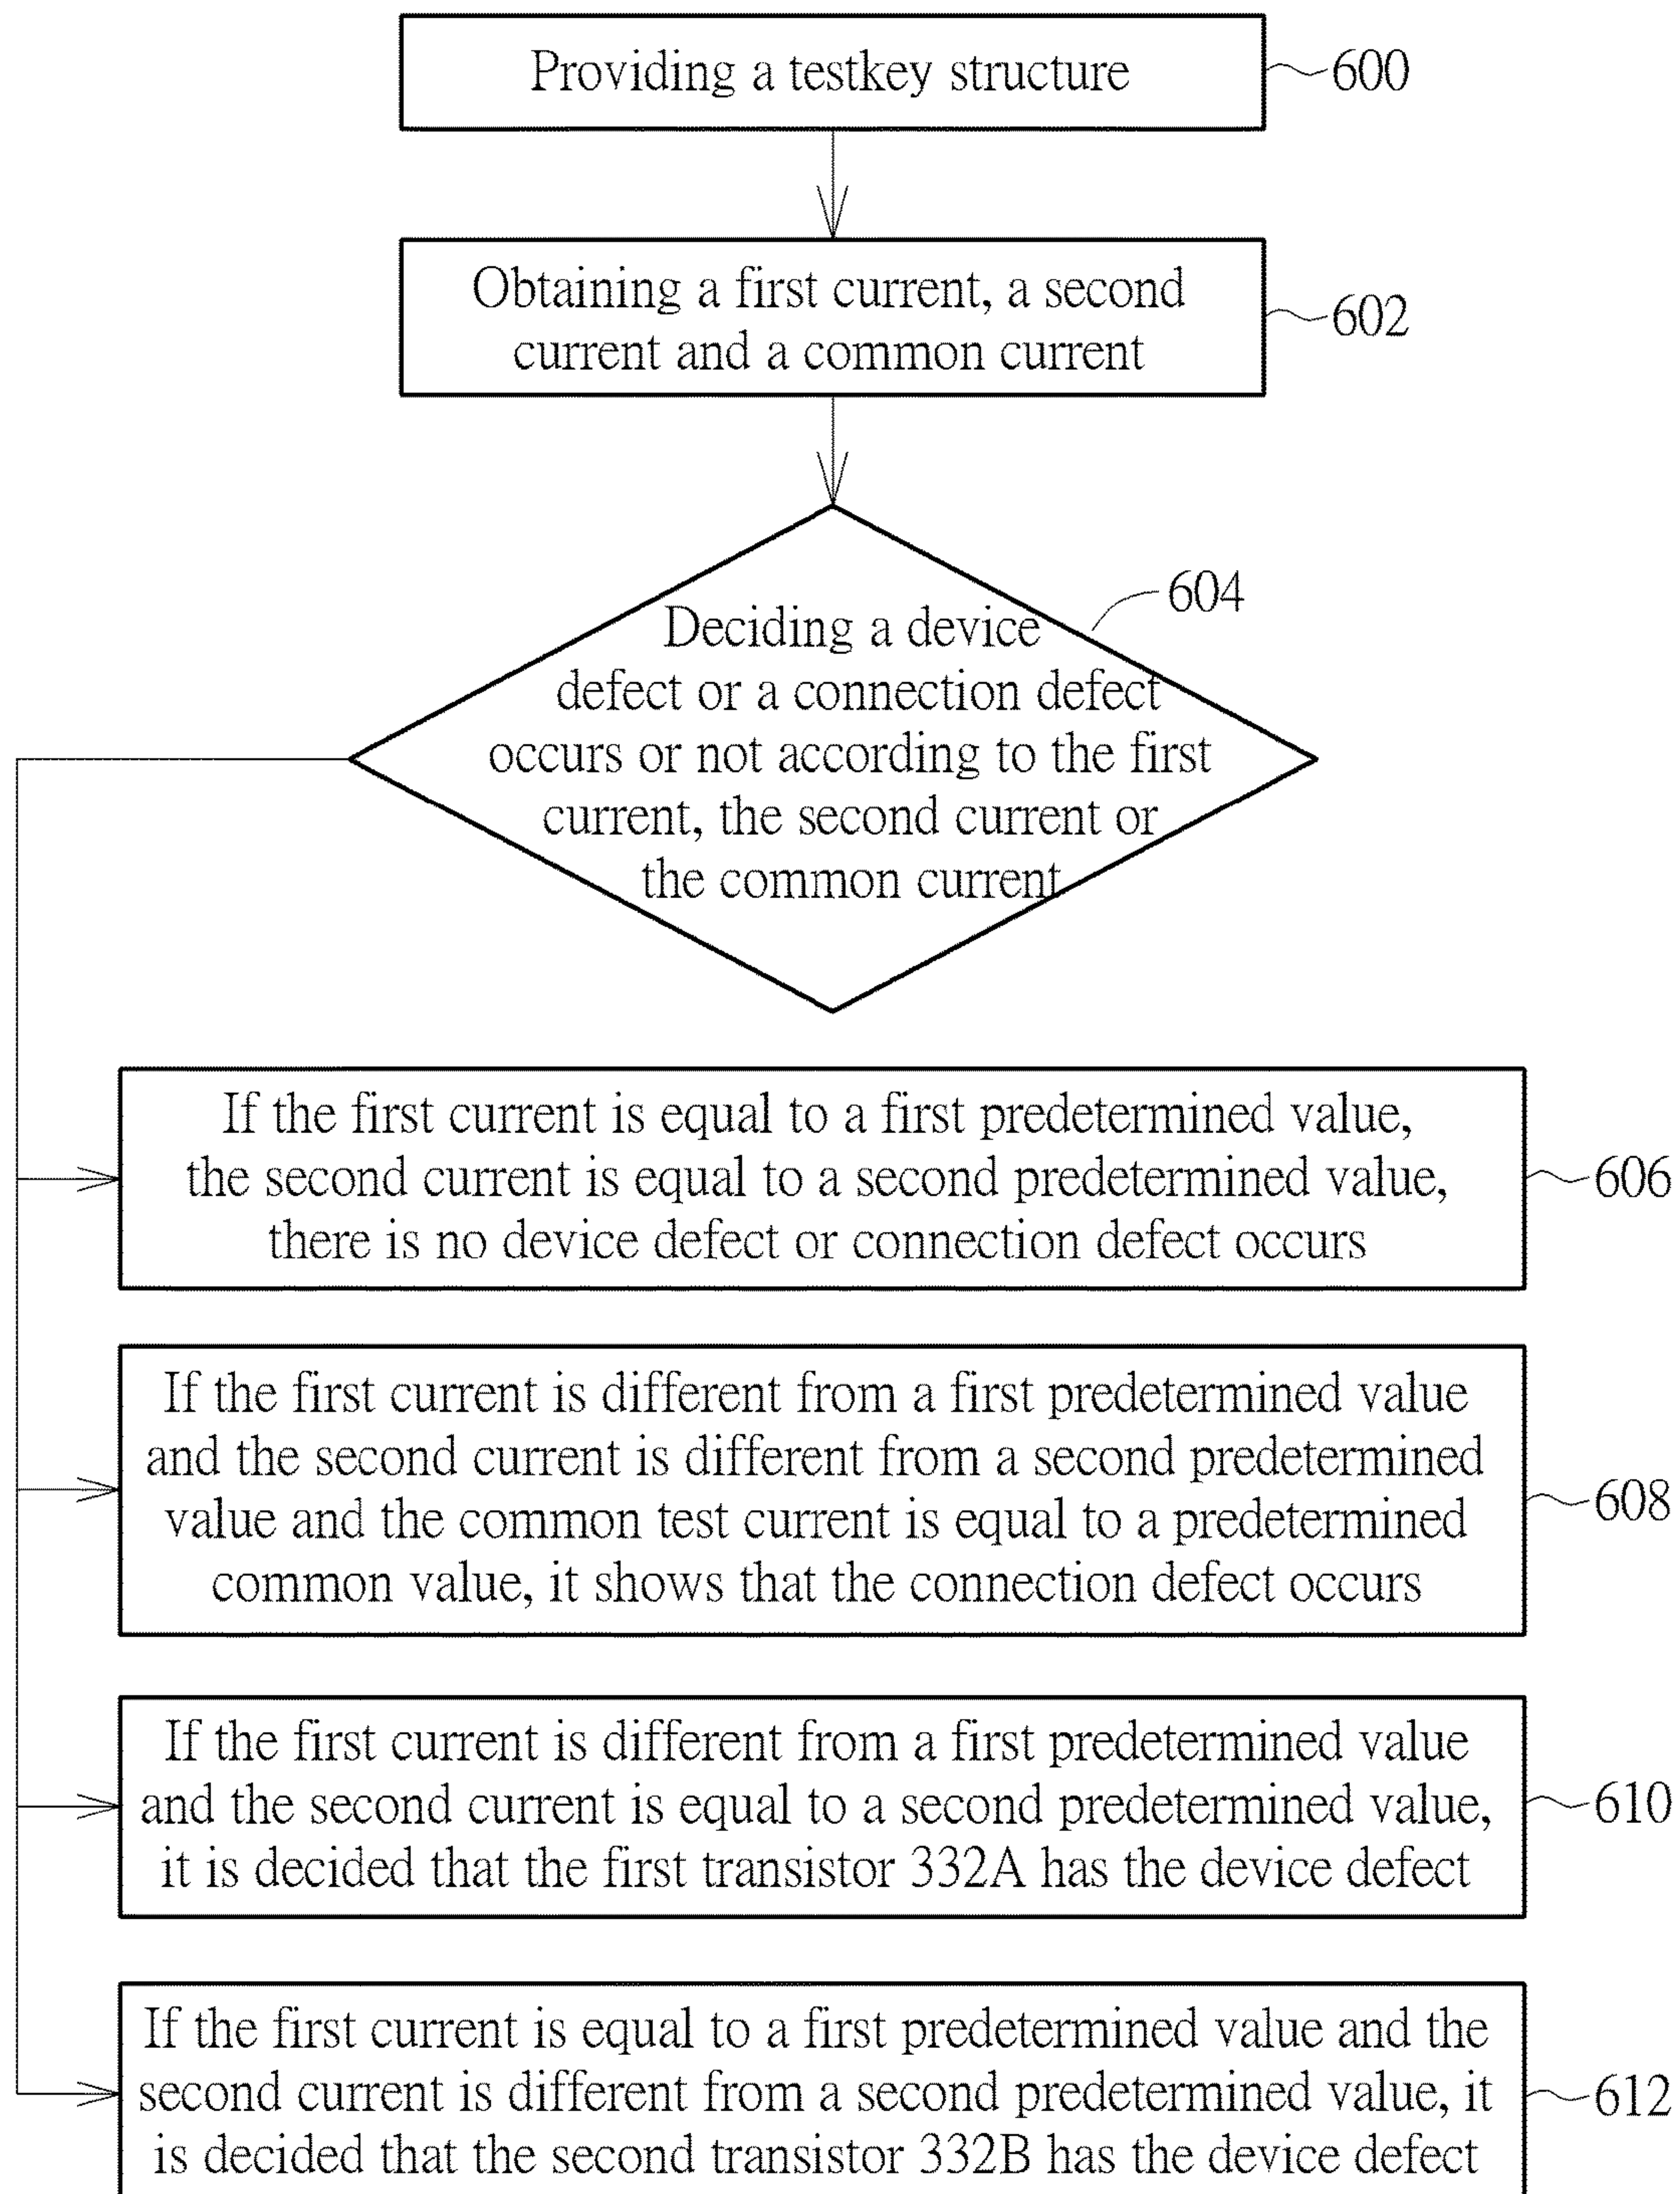 Providing a testkey structure
600
Obtaining a first current, a second
current and a common current
602
604
Deciding a device
defect or a connection defect
occurs or not according to the first
current, the second current or
the common current
If the first current is equal to a first predetermined value,
the second current is equal to a second predetermined value,
there is no device defect or connection defect occurs
606
If the first current is different from a first predetermined value
and the second current is different from a second predetermined
value and the common test current is equal to a predetermined
common value, it shows that the connection defect occurs
608
If the first current is different from a first predetermined value
and the second current is equal to a second predetermined value,
it is decided that the first transistor 332A has the device defect
610
If the first current is equal to a first predetermined value and the
second current is different from a second predetermined value, it
is decided that the second transistor 332B has the device defect
612